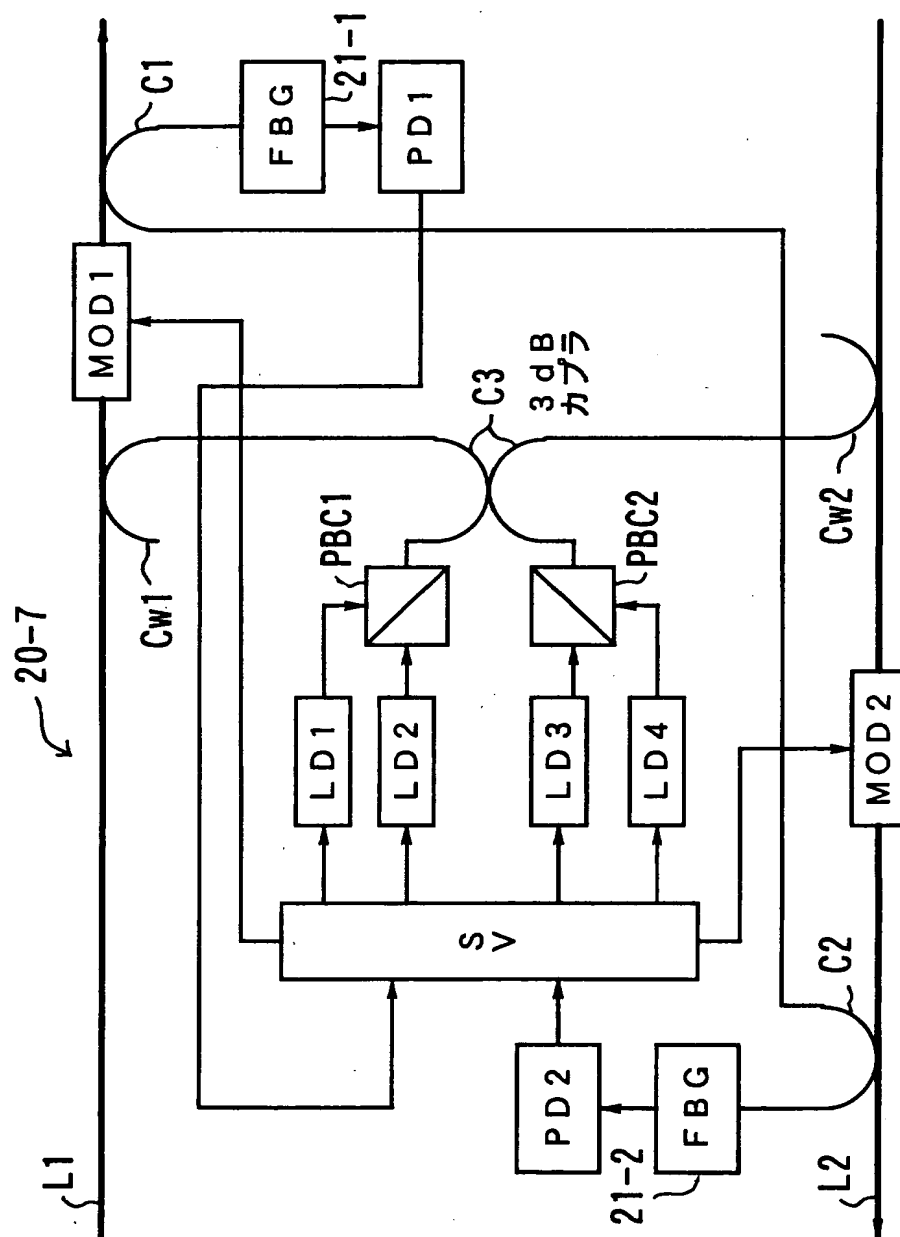 20-7
L1
Cw1
MOD1
C1
FBG
21-1
PD1
PBC1
C3
3dB
カプラ
LD1
LD2
SV
LD3
LD4
PBC2
PD2
FBG
21-2
L2
C2
MOD2
Cw2